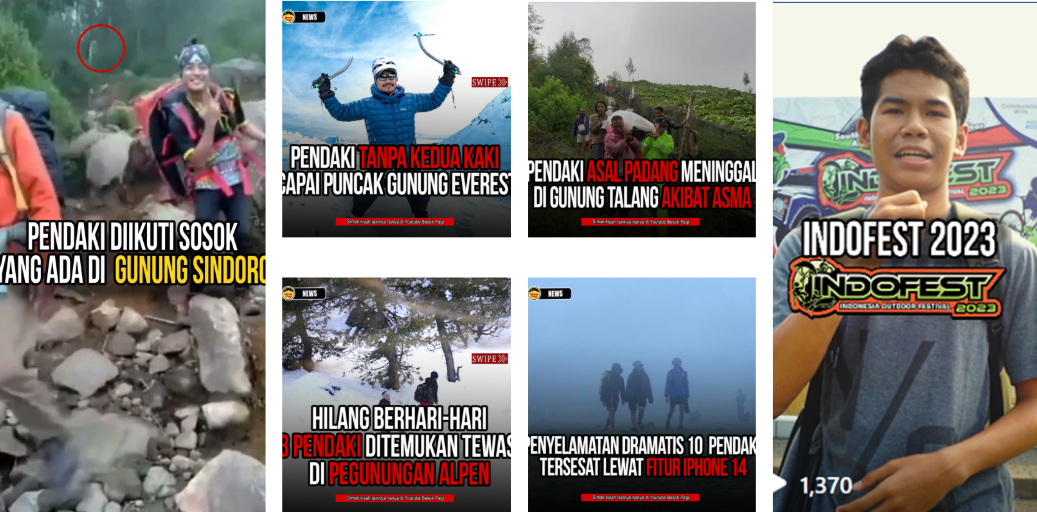 PENDAKI DIIKUTI SOSOK
YANG ADA DI GUNUNG SINDORO
NEWS
SWIPE
PENDAKI TANPA KEDUA KAKI
CAPAI PUNCAK GUNUNG EVEREST
Simak kisah lainnya hanya di Youtube Besok Pagi
PENDAKI ASAL PADANG MENINGGAL
DI GUNUNG TALANG AKIBAT ASMA
Simak kisah lainnya hanya di Youtube Besok Pagi
NEWS
SWIPE
HILANG BERHARI-HARI
3 PENDAKI DITEMUKAN TEWAS
DI PEGUNUNGAN ALPEN
Simak kisah lainnya hanya di Youtube Besok Pagi
NEWS
PENYELAMATAN DRAMATIS 10 PENDAK
TERSESAT LEWAT FITUR IPHONE 14
Simak kisah lainnya hanya di Youtube Besok Pagi
INDOFEST
2023
INDOFEST 2023
INDOFEST
INDONESIA OUTDOOR FESTIVAL 2023
1,370